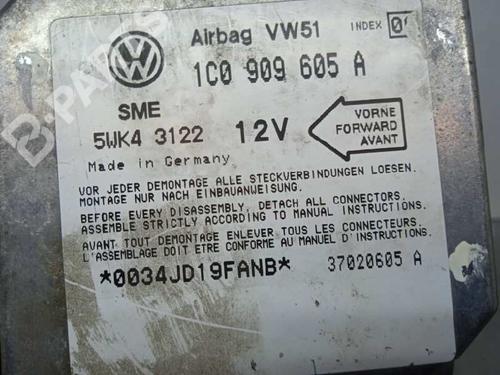 Airbag VW51 INDEX
1C0 909 605 A
SME
5WK4 3122 12V
VORNE
FORWARD
AVANT
Made in Germany
VOR JEDER DEMONTAGE ALLE STECKVERBINDUNGEN LOESEN.
MONTAGE NUR NACH EINBAUANWEISUNG.
BEFORE EVERY DISASSEMBLY, DETACH ALL CONNECTORS.
ASSEMBLE STRICTLY ACCORDING TO MANUAL INSTRUCTIONS.
AVANT TOUT DEMONTAGE ENLEVER TOUS LES CONNECTEURS.
L'ASSEMBLAGE DOIT ETRE CONFORME AU MANUEL D'INSTRUCTIONS.
*0034JD19FANB* 37020605 A